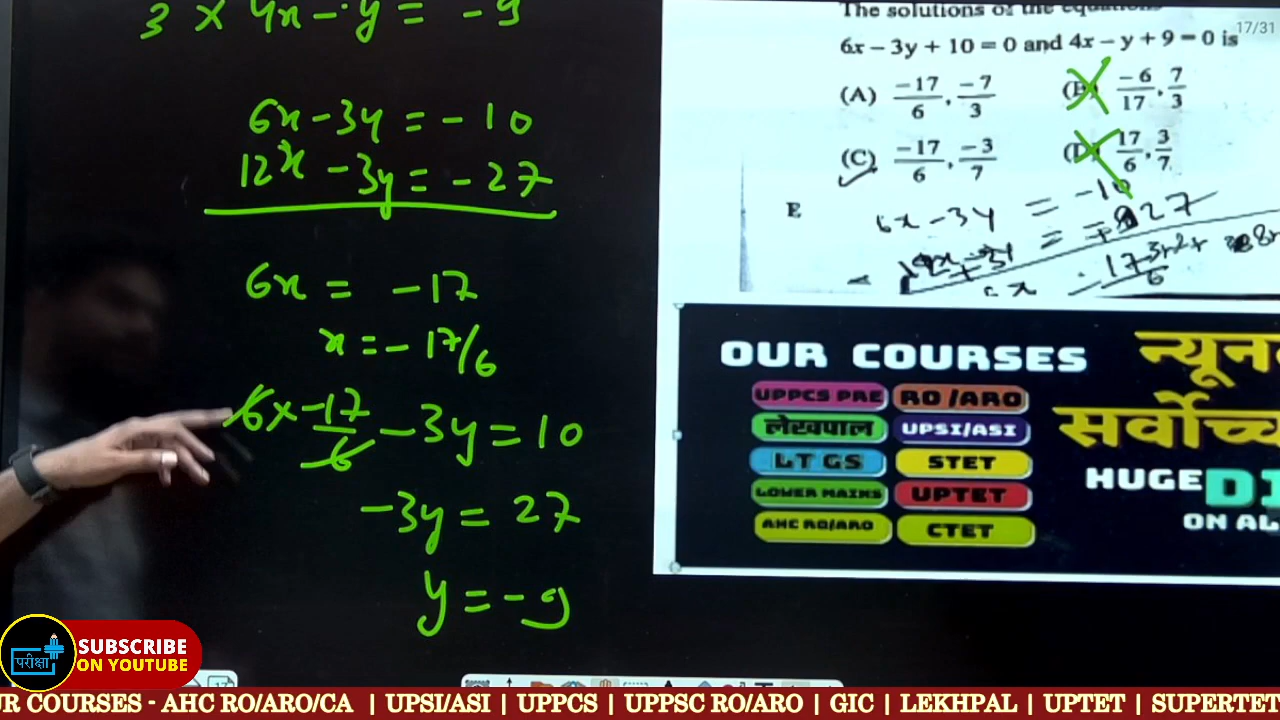 3 × 4x - y = -9
6x - 3y = -10
12x - 3y = -27
6x = -17
x = -17/6
6x -17/6 - 3y = 10
-3y = 27
y = -9
The solutions of the equations
17/31
6x − 3y + 10 = 0 and 4x − y + 9 = 0 is
(A) -17/6, -7/3
(B) -6/17, 7/3
(C) -17/6, -3/7
(D) 17/6, 3/7
E
6x - 3y = -10
OUR COURSES
UPPCS PRE
RO /ARO
लेखपाल
UPSI/ASI
LT GS
STET
LOWER MAINS
UPTET
AHC RO/ARO
CTET
न्यून
सर्वोच्च
HUGE DI
ON AL
परीक्षा
SUBSCRIBE
ON YOUTUBE
UR COURSES - AHC RO/ARO/CA | UPSI/ASI | UPPCS | UPPSC RO/ARO | GIC | LEKHPAL | UPTET | SUPERTET